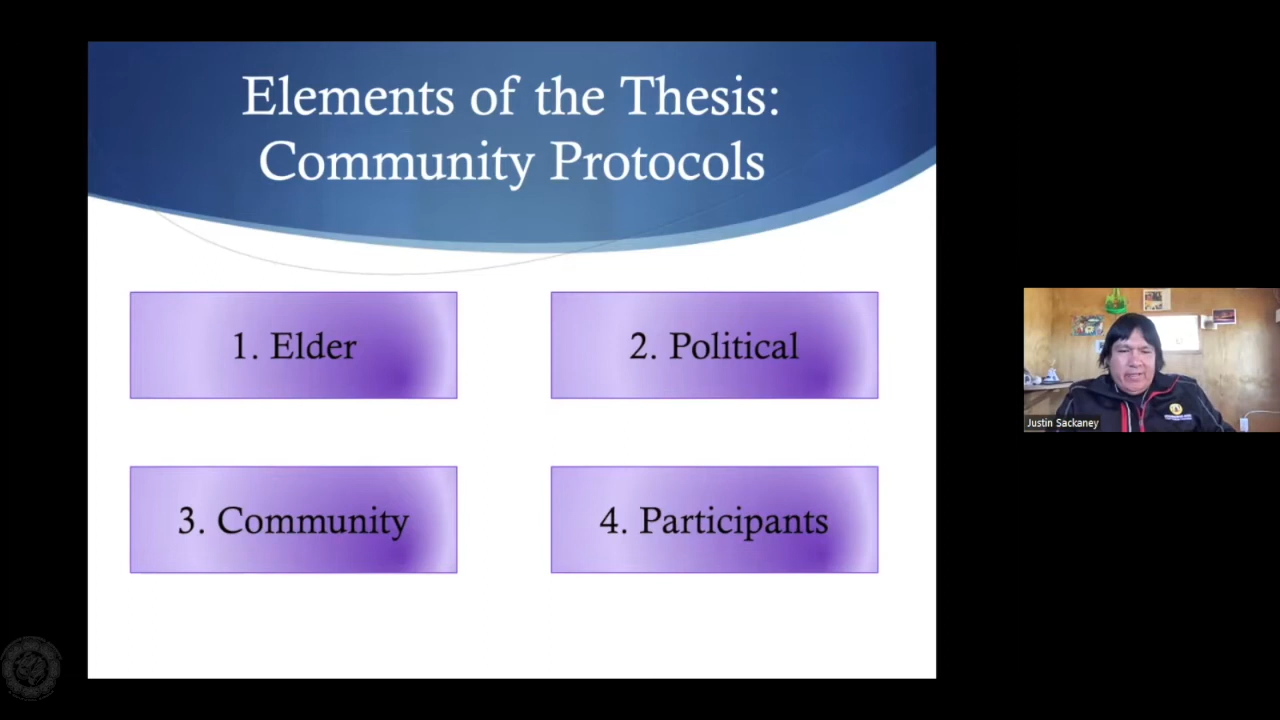 Elements of the Thesis:
Community Protocols
1. Elder
2. Political
3. Community
4. Participants
Justin Sackaney